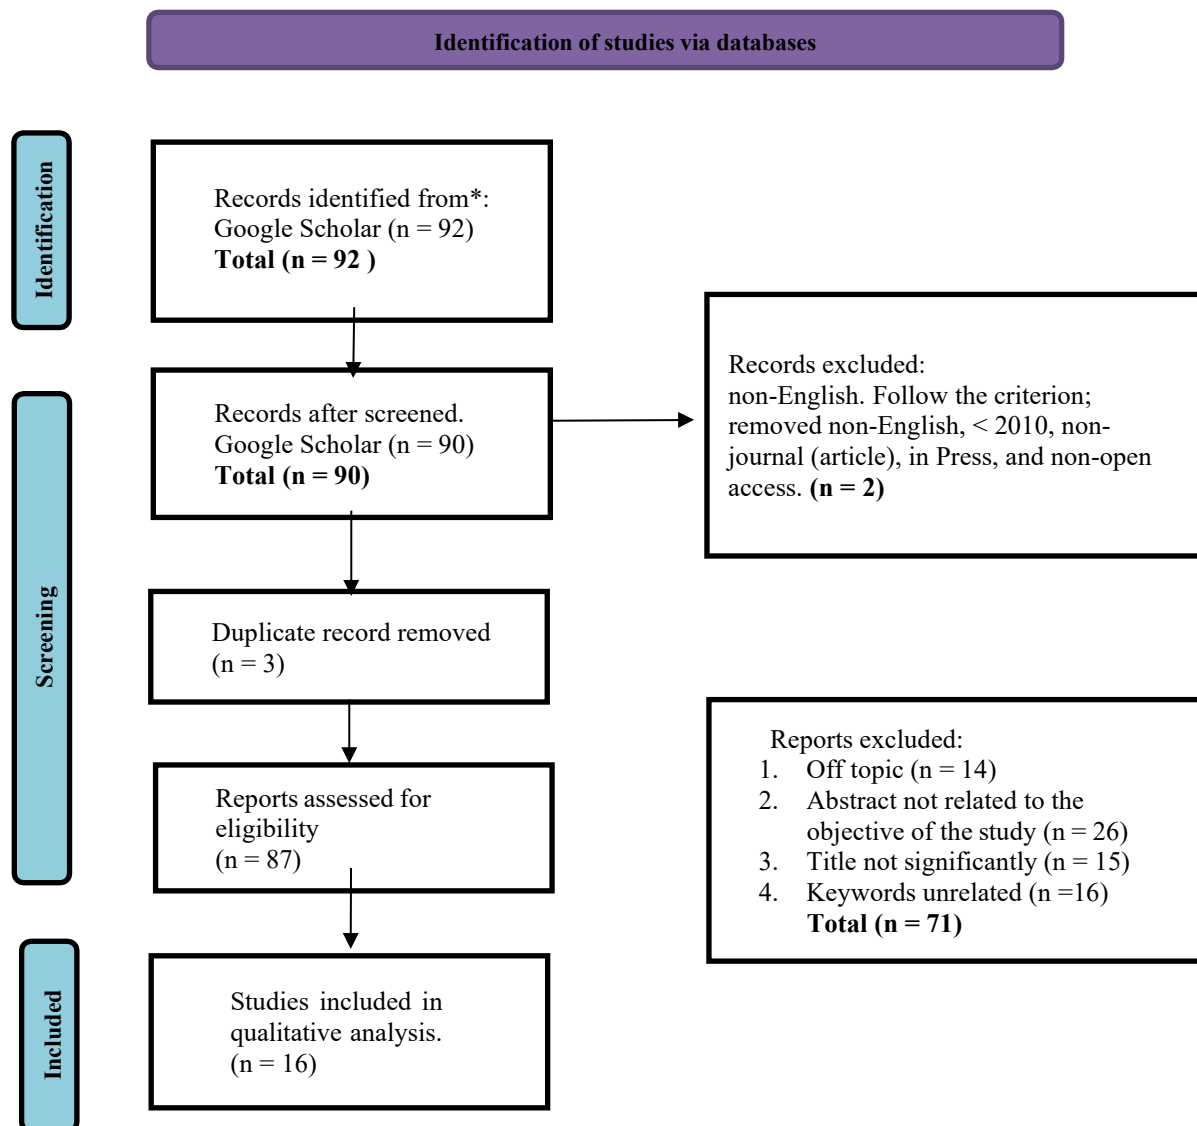 Identification of studies via databases
Identification
Records identified from*:
Google Scholar (n = 92)
Total (n = 92 )
Records excluded:
non-English. Follow the criterion;
removed non-English, < 2010, non-
journal (article), in Press, and non-open
access. (n = 2)
Screening
Records after screened.
Google Scholar (n = 90)
Total (n = 90)
Duplicate record removed
(n = 3)
Reports assessed for
eligibility
(n = 87)
Reports excluded:
1. Off topic (n = 14)
2. Abstract not related to the
objective of the study (n = 26)
3. Title not significantly (n = 15)
4. Keywords unrelated (n =16)
Total (n = 71)
Included
Studies included in
qualitative analysis.
(n = 16)